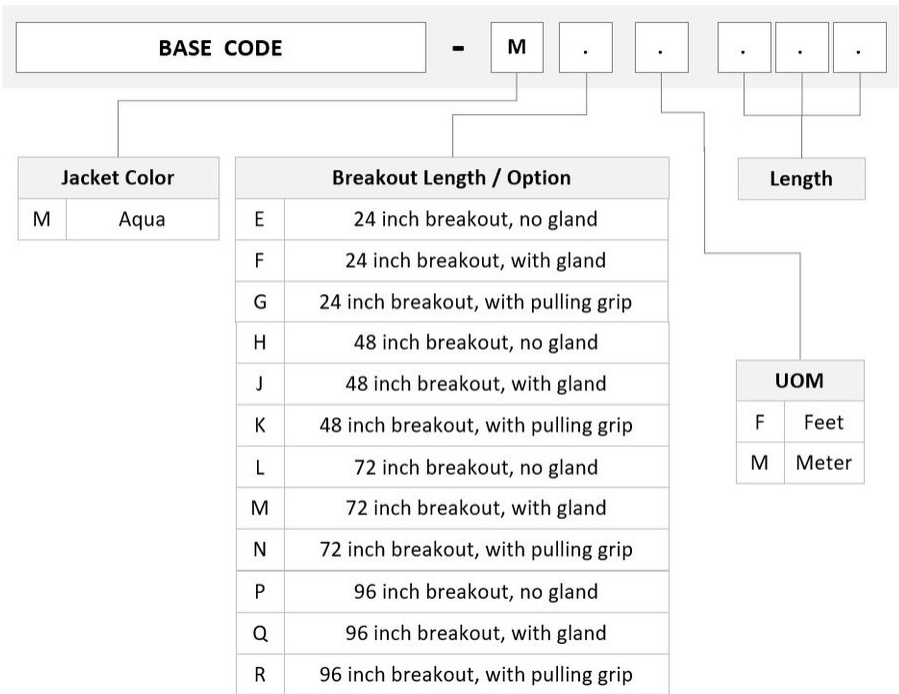 BASE CODE - M . . . . .
Jacket Color
M Aqua
Breakout Length / Option
E 24 inch breakout, no gland
F 24 inch breakout, with gland
G 24 inch breakout, with pulling grip
H 48 inch breakout, no gland
J 48 inch breakout, with gland
K 48 inch breakout, with pulling grip
L 72 inch breakout, no gland
M 72 inch breakout, with gland
N 72 inch breakout, with pulling grip
P 96 inch breakout, no gland
Q 96 inch breakout, with gland
R 96 inch breakout, with pulling grip
Length
UOM
F Feet
M Meter